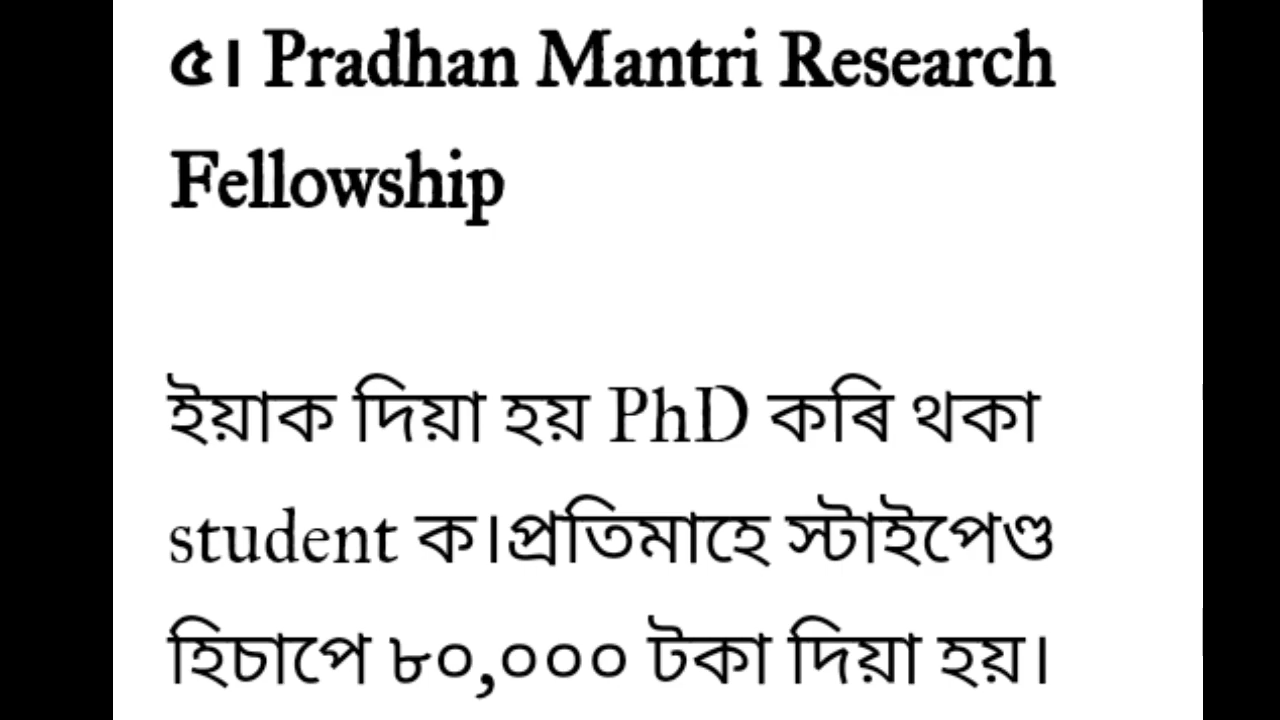 ৫। Pradhan Mantri Research
Fellowship
ইয়াক দিয়া হয় PhD কৰি থকা
student ক।প্ৰতিমাহে স্টাইপেণ্ড
হিচাপে ৮০,০০০ টকা দিয়া হয়।